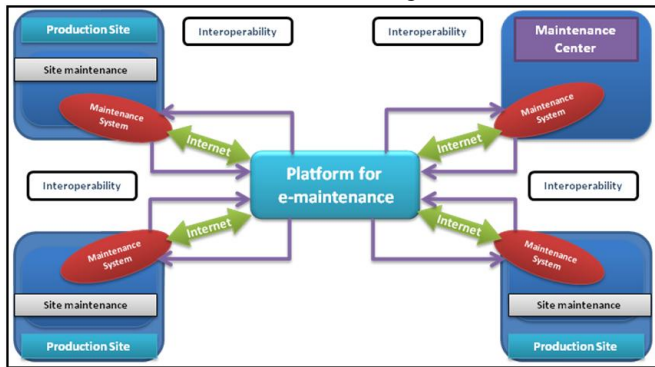 Production Site
Interoperability
Interoperability
Maintenance
Center
Site maintenance
Maintenance
System
Maintenance
System
Internet
Internet
Platform for
e-maintenance
Interoperability
Interoperability
Internet
Internet
Maintenance
System
Maintenance
System
Site maintenance
Site maintenance
Production Site
Production Site